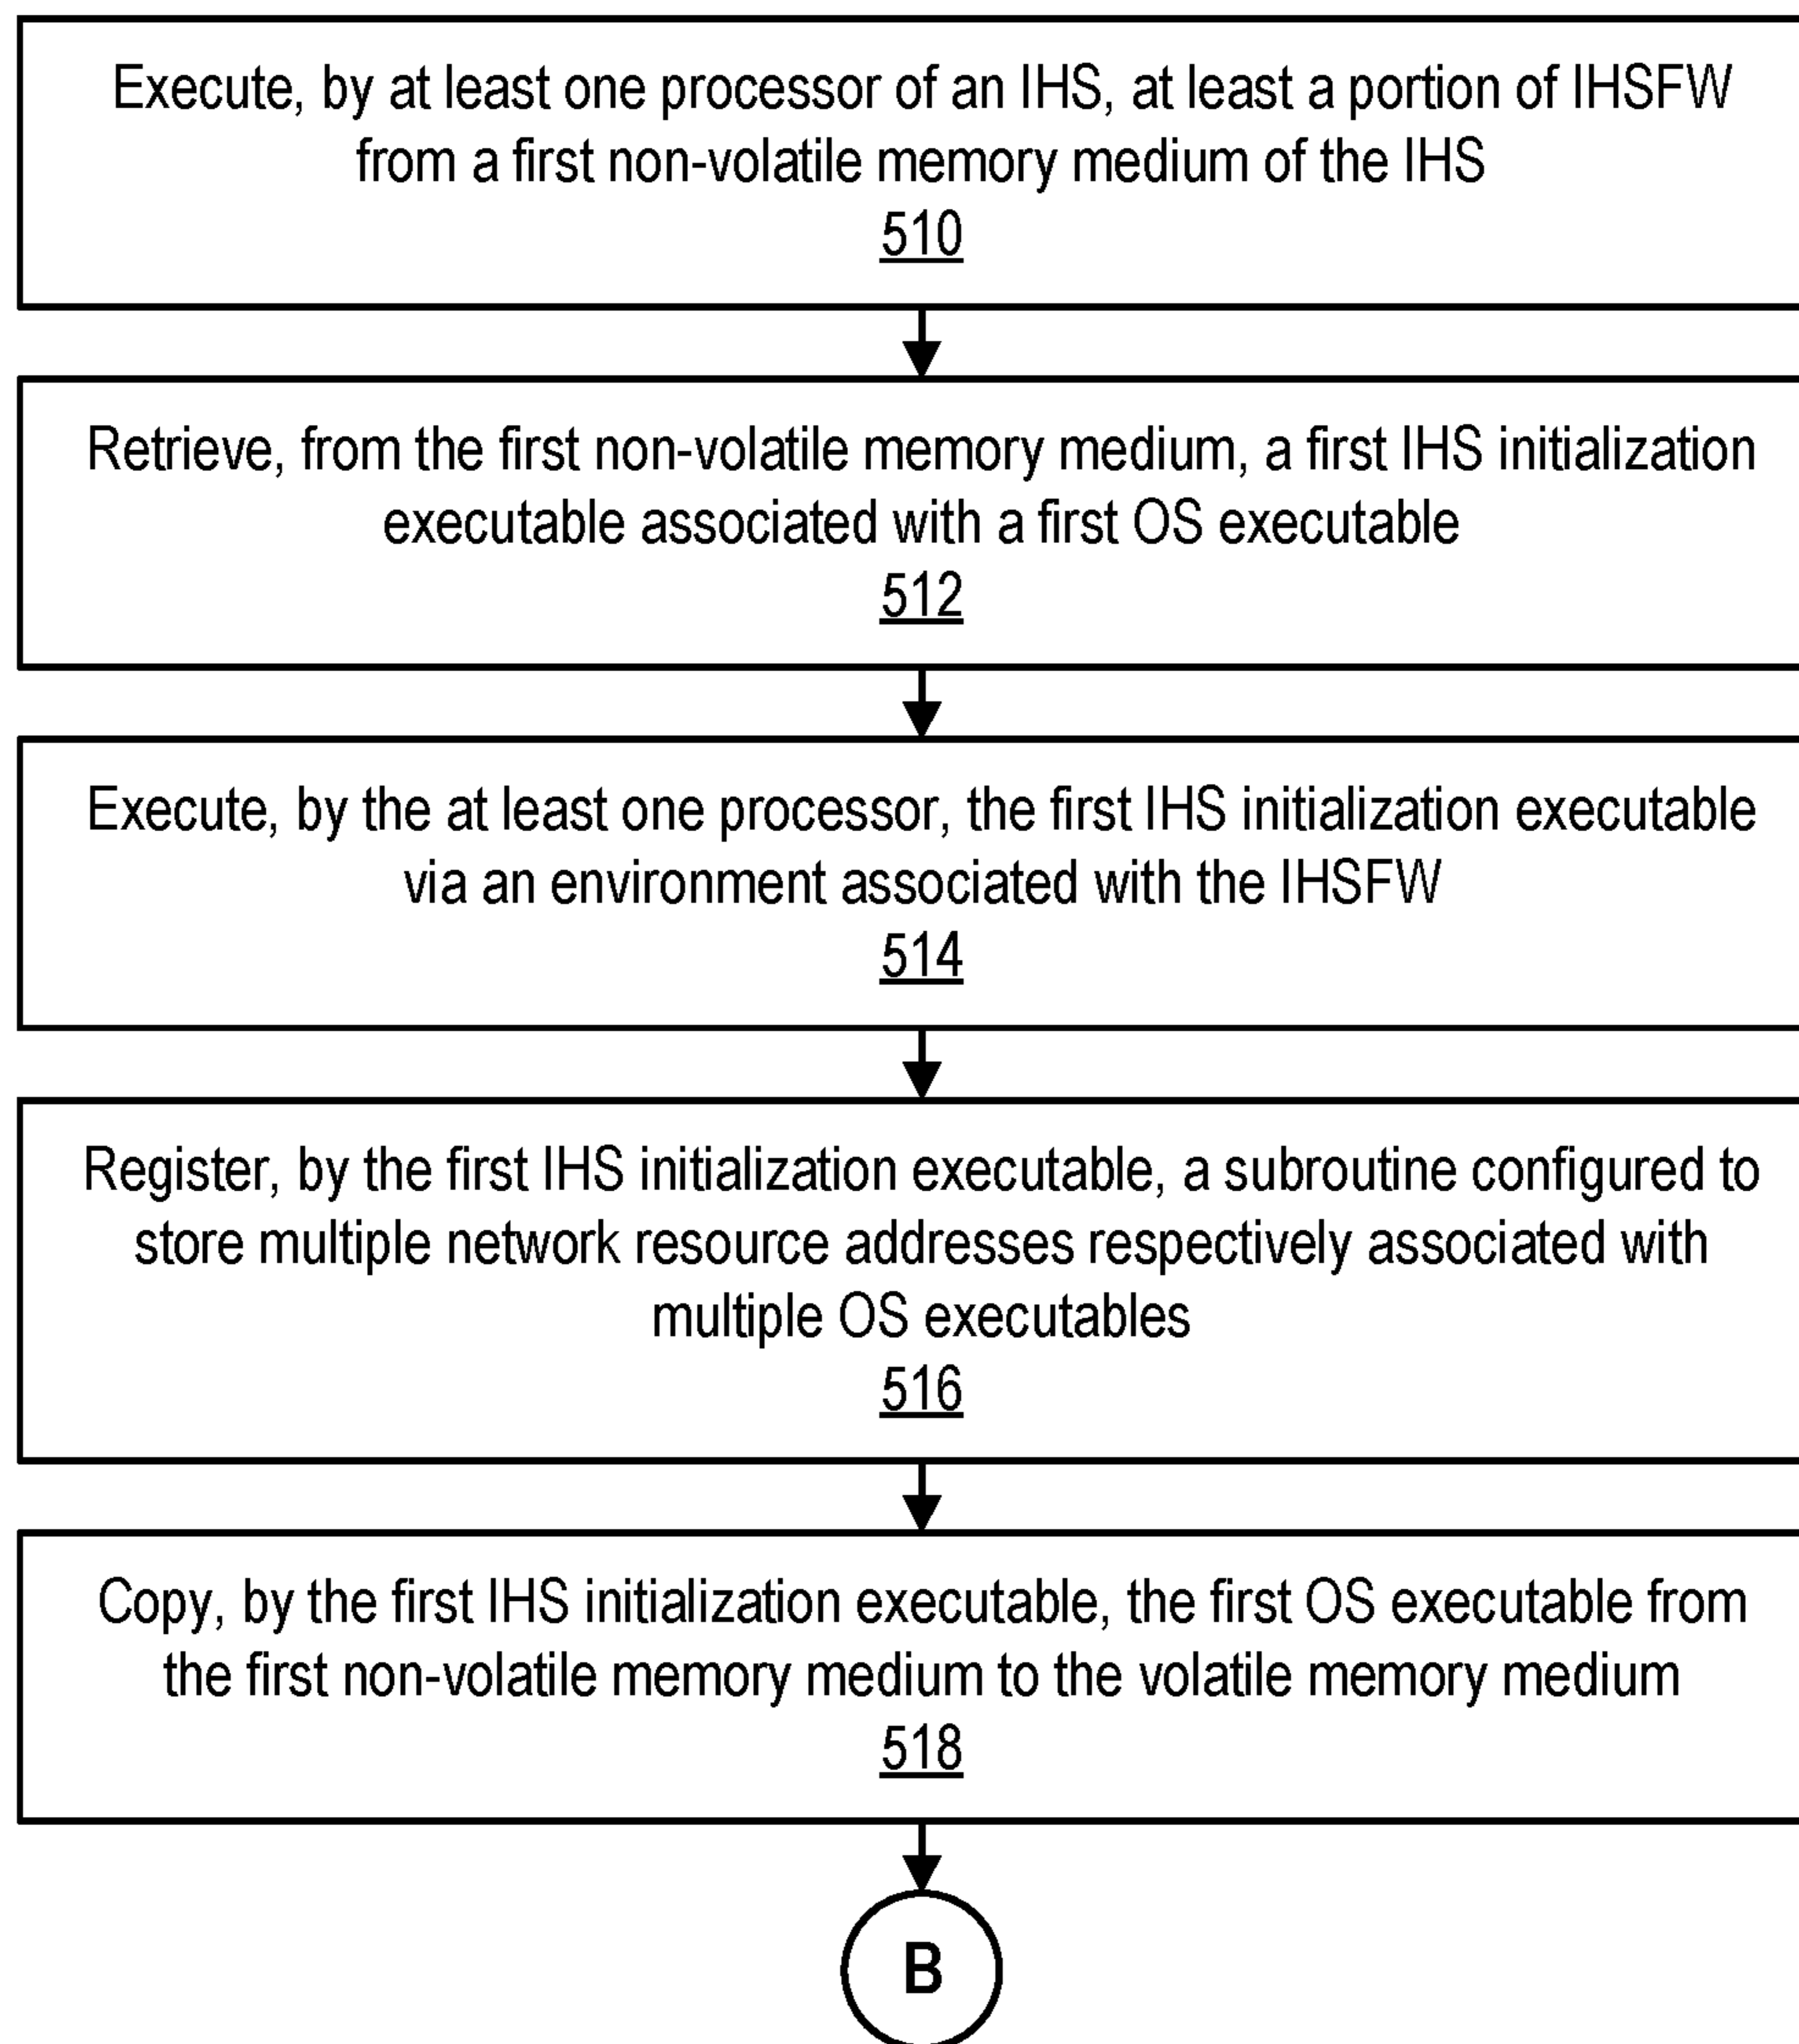 Execute, by at least one processor of an IHS, at least a portion of IHSFW
from a first non-volatile memory medium of the IHS
510
Retrieve, from the first non-volatile memory medium, a first IHS initialization
executable associated with a first OS executable
512
Execute, by the at least one processor, the first IHS initialization executable
via an environment associated with the IHSFW
514
Register, by the first IHS initialization executable, a subroutine configured to
store multiple network resource addresses respectively associated with
multiple OS executables
516
Copy, by the first IHS initialization executable, the first OS executable from
the first non-volatile memory medium to the volatile memory medium
518
B